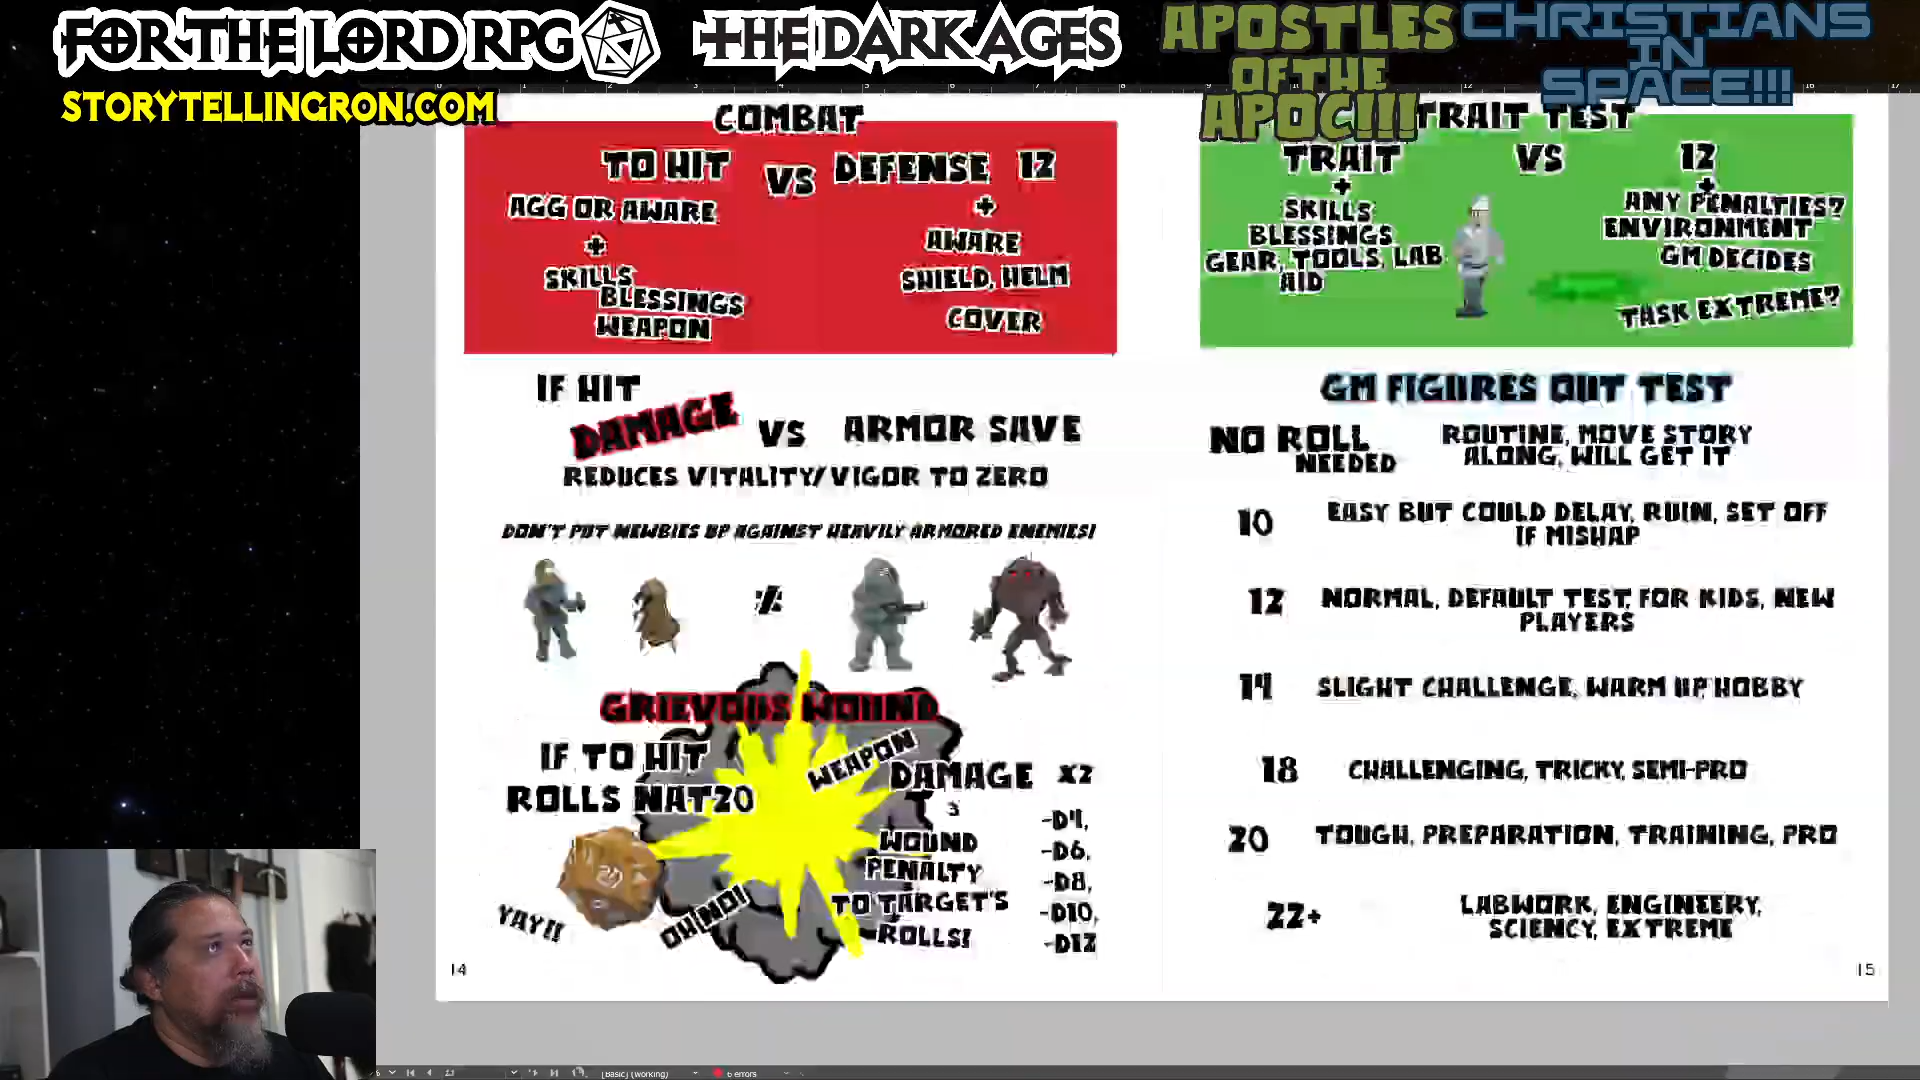 FOR THE LORD RPG
THE DARK AGES
APOSTLES
OF THE
APOC!!!
CHRISTIANS
IN
SPACE!!!
STORYTELLINGRON.COM
COMBAT
TO HIT VS DEFENSE 12
AGG OR AWARE
+
SKILLS
BLESSINGS
WEAPON
+
AWARE
SHIELD, HELM
COVER
IF HIT
DAMAGE VS ARMOR SAVE
REDUCES VITALITY/VIGOR TO ZERO
DON'T PUT NEWBIES UP AGAINST HEAVILY ARMORED ENEMIES!
GRIEVOUS WOUND
IF TO HIT
ROLLS NAT20
YAY!!
OH NO!
WEAPON
DAMAGE X2
WOUND
PENALTY
TO TARGET'S
ROLLS!
-D4,
-D6,
-D8,
-D10,
-D12
14
TRAIT TEST
TRAIT VS 12
+
SKILLS
BLESSINGS
GEAR, TOOLS, LAB
AID
+
ANY PENALTIES?
ENVIRONMENT
GM DECIDES
TASK EXTREME?
GM FIGURES OUT TEST
NO ROLL
NEEDED
ROUTINE, MOVE STORY
ALONG, WILL GET IT
10 EASY BUT COULD DELAY, RUIN, SET OFF
IF MISHAP
12 NORMAL, DEFAULT TEST, FOR KIDS, NEW
PLAYERS
14 SLIGHT CHALLENGE, WARM UP, HOBBY
18 CHALLENGING, TRICKY, SEMI-PRO
20 TOUGH, PREPARATION, TRAINING, PRO
22+ LABWORK, ENGINEERY,
SCIENCY, EXTREME
15
[Basic] (working)
6 errors